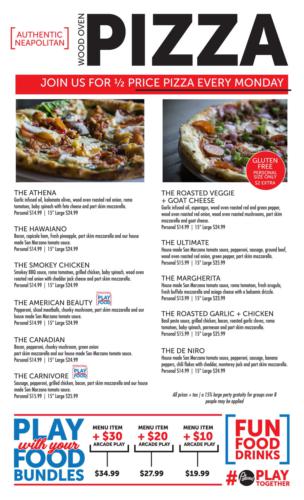 AUTHENTIC
NEAPOLITAN
WOOD OVEN
PIZZA
JOIN US FOR ½ PRICE PIZZA EVERY MONDAY
GLUTEN
FREE
PERSONAL
SIZE ONLY
$2 EXTRA
THE ATHENA
Garlic infused oil, kalamata olives, wood oven roasted red onion, roma
tomatoes, baby spinach with feta cheese and part skim mozzarella.
Personal $14.99 | 15" Large $24.99
THE HAWAIIANO
Bacon, capicola ham, fresh pineapple, part skim mozzarella and our house
made San Marzano tomato sauce.
Personal $14.99 | 15" Large $24.99
THE SMOKEY CHICKEN
Smokey BBQ sauce, roma tomatoes, grilled chicken, baby spinach, wood oven
roasted red onion with cheddar jack cheese and part skim mozzarella.
Personal $14.99 | 15" Large $24.99
THE AMERICAN BEAUTY
PLAY
FOOD
Pepperoni, sliced meatballs, chunky mushroom, part skim mozzarella and our
house made San Marzano tomato sauce.
Personal $14.99 | 15" Large $24.99
THE CANADIAN
Bacon, pepperoni, chunky mushroom, green onion
part skim mozzarella and our house made San Marzano tomato sauce.
Personal $14.99 | 15" Large $24.99
THE CARNIVORE
PLAY
FOOD
Sausage, pepperoni, grilled chicken, bacon, part skim mozzarella and our house
made San Marzano tomato sauce.
Personal $15.99 | 15" Large $25.99
THE ROASTED VEGGIE
+ GOAT CHEESE
Garlic infused oil, asparagus, wood oven roasted red and green pepper,
wood oven roasted red onion, wood oven roasted mushrooms, part skim
mozzarella and goat cheese.
Personal $14.99 | 15" Large $24.99
THE ULTIMATE
House made San Marzano tomato sauce, pepperoni, sausage, ground beef,
wood oven roasted red onion, green pepper, part skim mozzarella.
Personal $15.99 | 15" Large $25.99
THE MARGHERITA
House made San Marzano tomato sauce, roma tomatoes, fresh arugula,
fresh buffalo mozzarella and asiago cheese with a balsamic drizzle.
Personal $13.99 | 15" Large $23.99
THE ROASTED GARLIC + CHICKEN
Basil pesto sauce, grilled chicken, bacon, roasted garlic cloves, roma
tomatoes, baby spinach, parmesan and part skim mozzarella.
Personal $15.99 | 15" Large $25.99
THE DE NIRO
House made San Marzano tomato sauce, pepperoni, sausage, banana
peppers, chili flakes with cheddar, monterey jack and part skim mozzarella.
Personal $14.99 | 15" Large $24.99
All prices + tax | a 15% large party gratuity for groups over 8
people may be applied
PLAY
with your
FOOD
BUNDLES
MENU ITEM
+ $30
ARCADE PLAY
$34.99
MENU ITEM
+ $20
ARCADE PLAY
$27.99
MENU ITEM
+ $10
ARCADE PLAY
$19.99
FUN
FOOD
DRINKS
#PLAY
TOGETHER